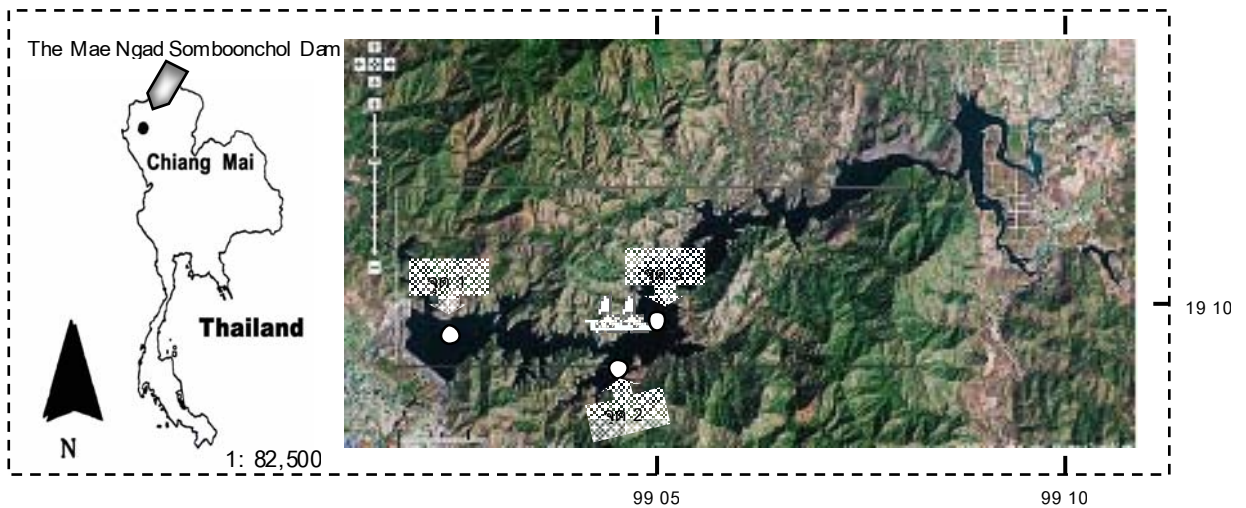 The Mae Ngad Somboonchol Dam
Chiang Mai
Thailand
N
1: 82,500
19 10
99 05
99 10